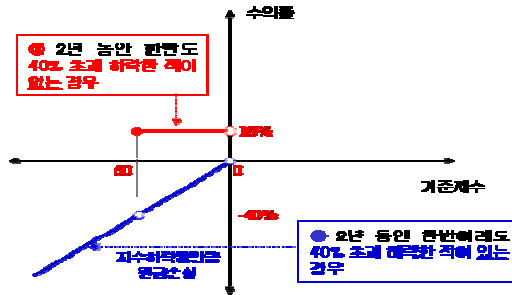 수익률
2년 동안 한번도
40% 초과 하락한 적이
없는 경우
기준지수
-40%
지수하락률만큼
원금손실
2년 동안 한번이라도
40% 초과 하락한 적이 있는
경우